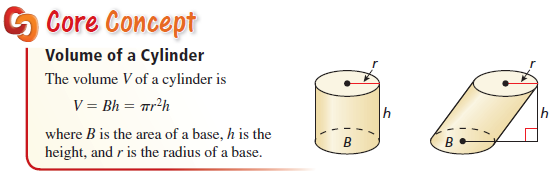 Core Concept
Volume of a Cylinder
The volume V of a cylinder is
V = Bh = πr²h
where B is the area of a base, h is the
height, and r is the radius of a base.
r
h
B
r
h
B